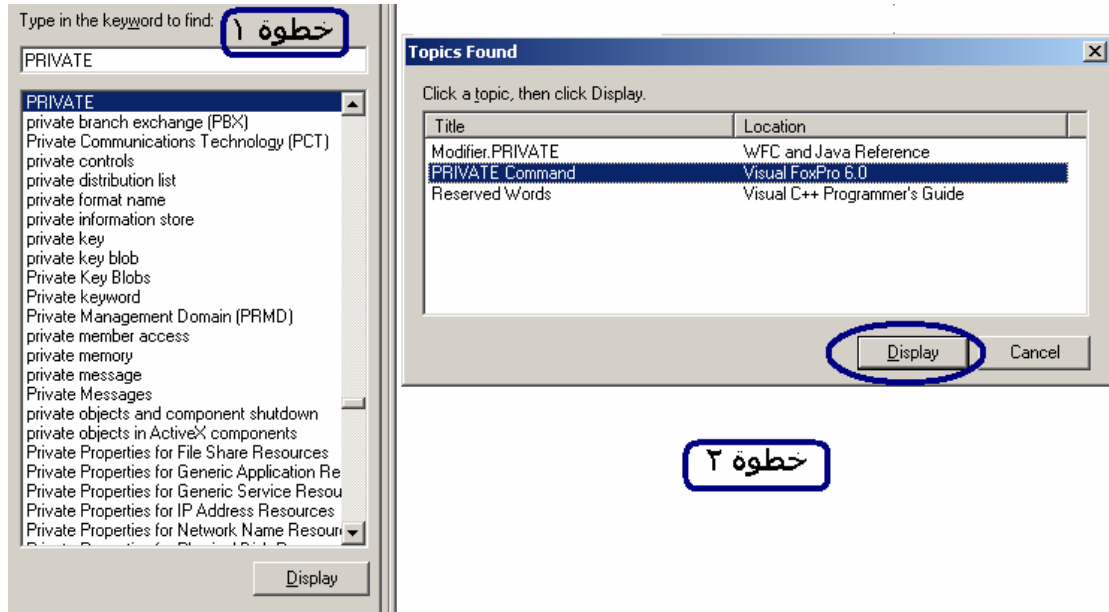 Type in the keyword to find:
خطوة ١
PRIVATE
PRIVATE
private branch exchange (PBX)
Private Communications Technology (PCT)
private controls
private distribution list
private format name
private information store
private key
private key blob
Private Key Blobs
Private keyword
Private Management Domain (PRMD)
private member access
private memory
private message
Private Messages
private objects and component shutdown
private objects in ActiveX components
Private Properties for File Share Resources
Private Properties for Generic Application Re
Private Properties for Generic Service Resou
Private Properties for IP Address Resources
Private Properties for Network Name Resour
Display
Topics Found
Click a topic, then click Display.
Title Location
Modifier.PRIVATE WFC and Java Reference
PRIVATE Command Visual FoxPro 6.0
Reserved Words Visual C++ Programmer's Guide
Display Cancel
خطوة ٢